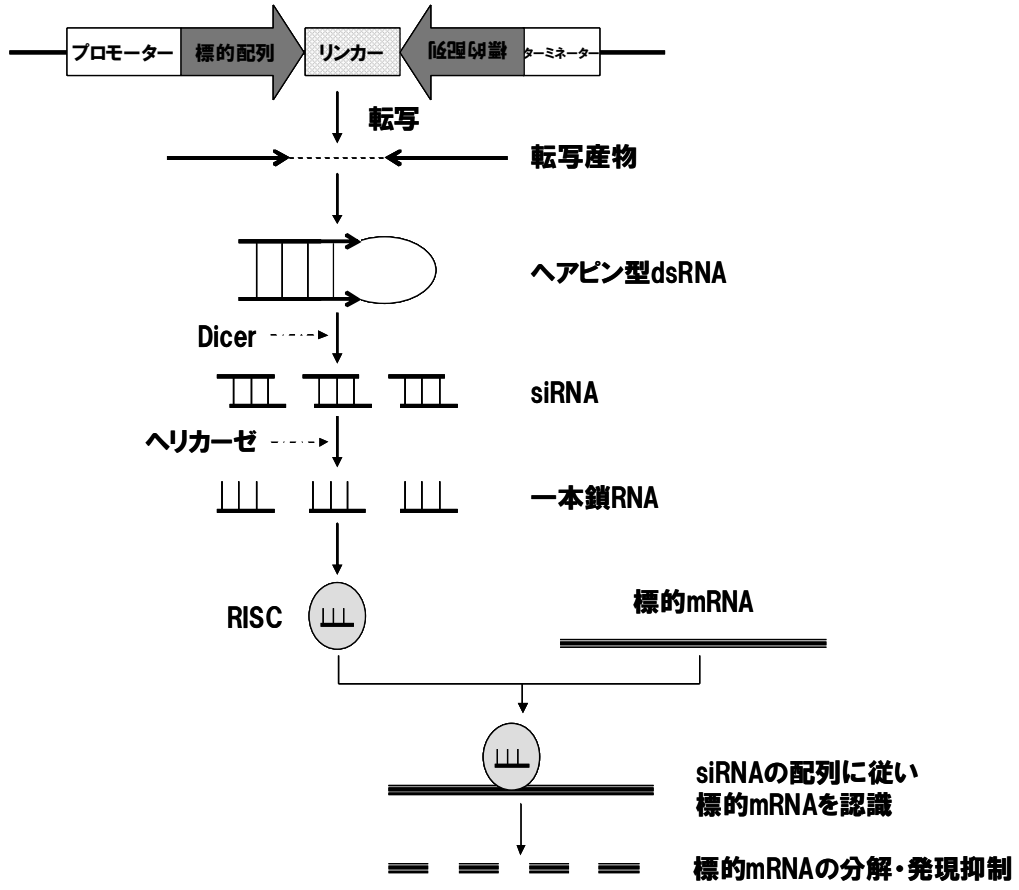 プロモーター
標的配列
リンカー
標的配列
ターミネーター
転写
転写産物
ヘアピン型dsRNA
Dicer
siRNA
ヘリカーゼ
一本鎖RNA
RISC
標的mRNA
siRNAの配列に従い
標的mRNAを認識
標的mRNAの分解・発現抑制